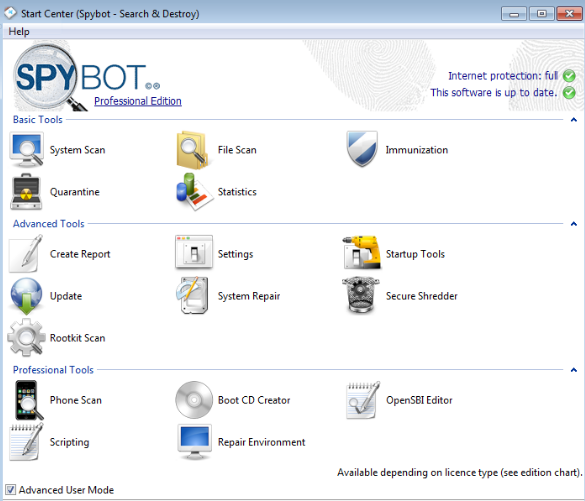 Start Center (Spybot - Search & Destroy)
Help
SPYBOT
Professional Edition
Internet protection: full
This software is up to date.
Basic Tools
System Scan File Scan Immunization
Quarantine Statistics
Advanced Tools
Create Report Settings Startup Tools
Update System Repair Secure Shredder
Rootkit Scan
Professional Tools
Phone Scan Boot CD Creator OpenSBI Editor
Scripting Repair Environment
Available depending on licence type (see edition chart).
Advanced User Mode